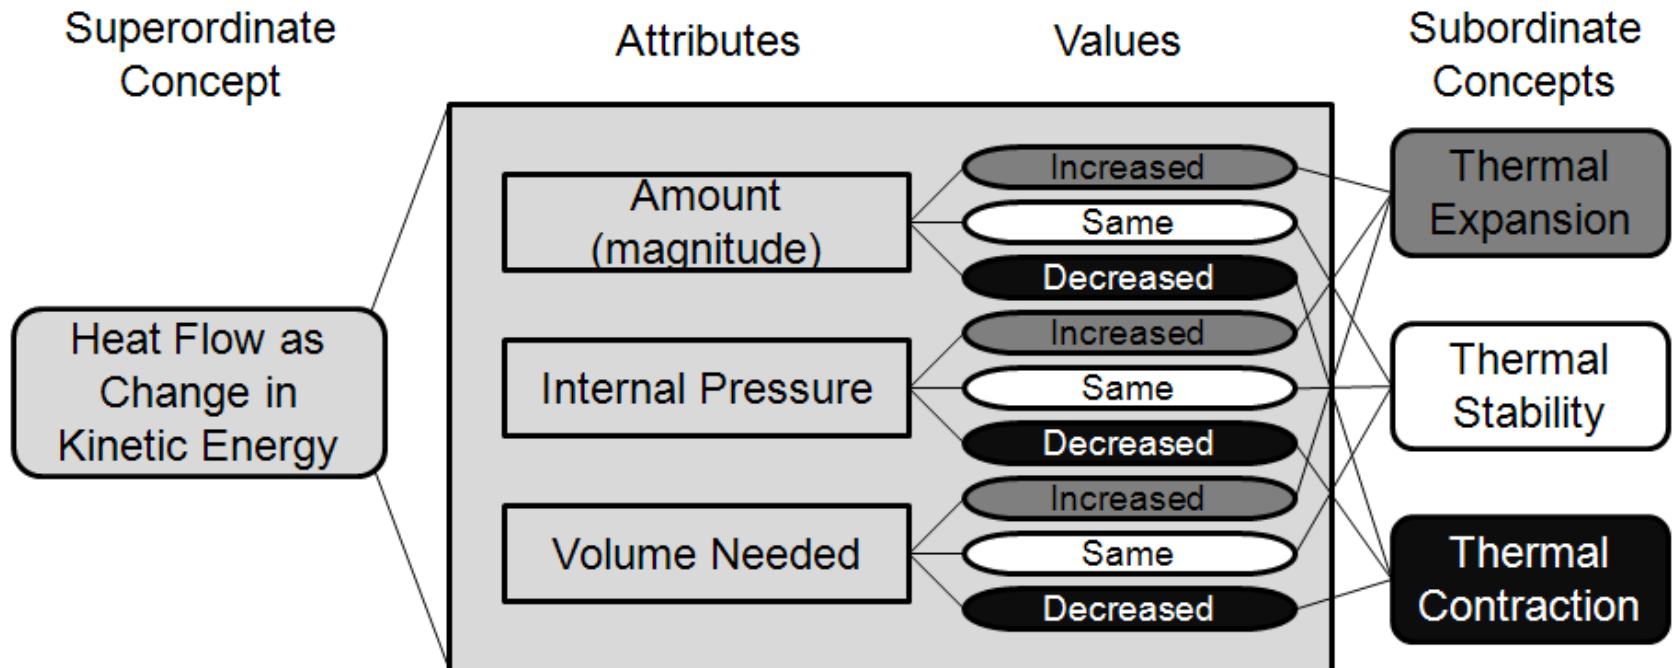 Superordinate
Concept
Attributes
Values
Subordinate
Concepts
Heat Flow as
Change in
Kinetic Energy
Amount
(magnitude)
Increased
Same
Decreased
Internal Pressure
Increased
Same
Decreased
Volume Needed
Increased
Same
Decreased
Thermal
Expansion
Thermal
Stability
Thermal
Contraction